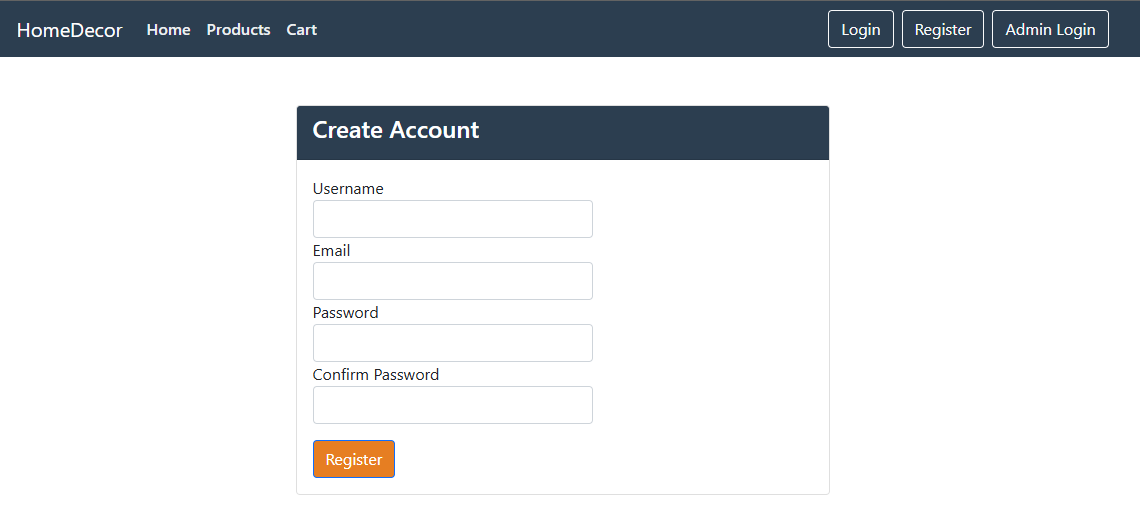 HomeDecor Home Products Cart Login Register Admin Login
Create Account
Username
Email
Password
Confirm Password
Register